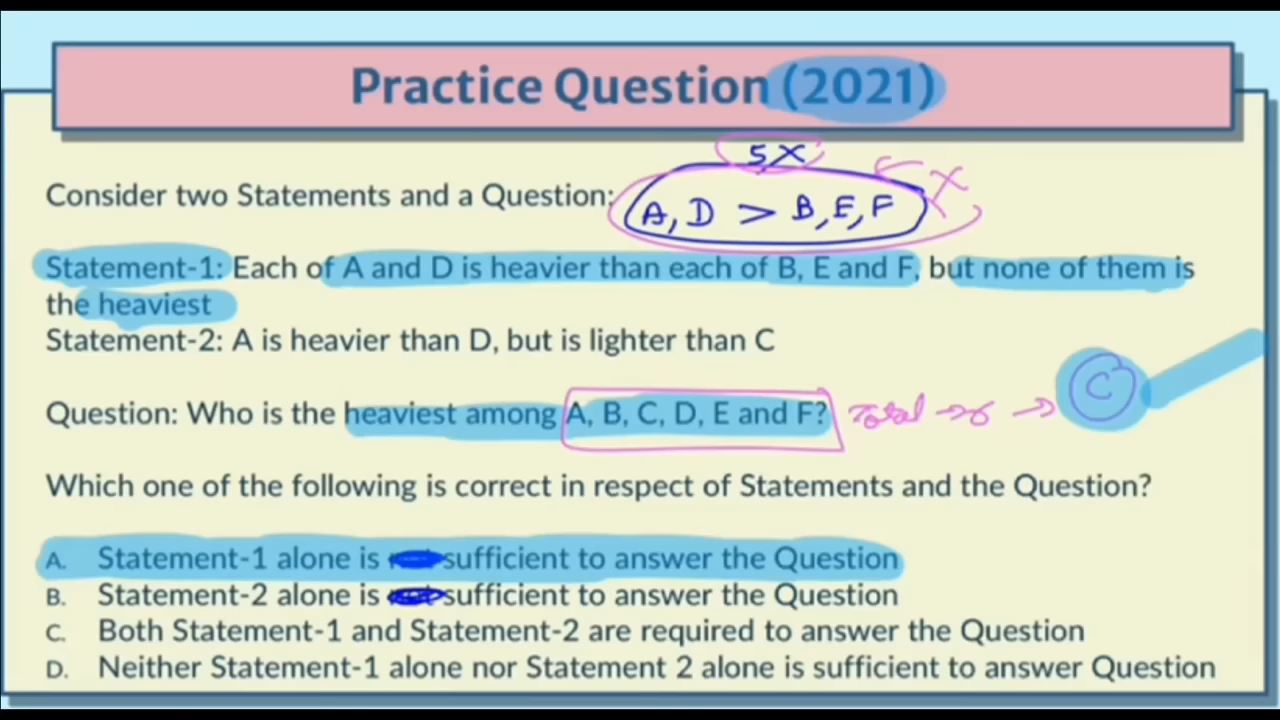 Practice Question (2021)
5X
Consider two Statements and a Question:
A, D > B, E, F
X
Statement-1: Each of A and D is heavier than each of B, E and F, but none of them is
the heaviest
Statement-2: A is heavier than D, but is lighter than C
C
Question: Who is the heaviest among A, B, C, D, E and F?
Total → 6 →
Which one of the following is correct in respect of Statements and the Question?
A. Statement-1 alone is sufficient to answer the Question
B. Statement-2 alone is sufficient to answer the Question
C. Both Statement-1 and Statement-2 are required to answer the Question
D. Neither Statement-1 alone nor Statement 2 alone is sufficient to answer Question